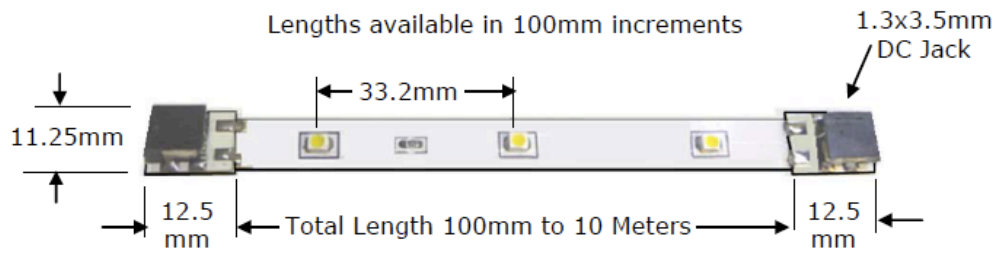 Lengths available in 100mm increments
1.3x3.5mm
DC Jack
33.2mm
11.25mm
12.5
mm
Total Length 100mm to 10 Meters
12.5
mm